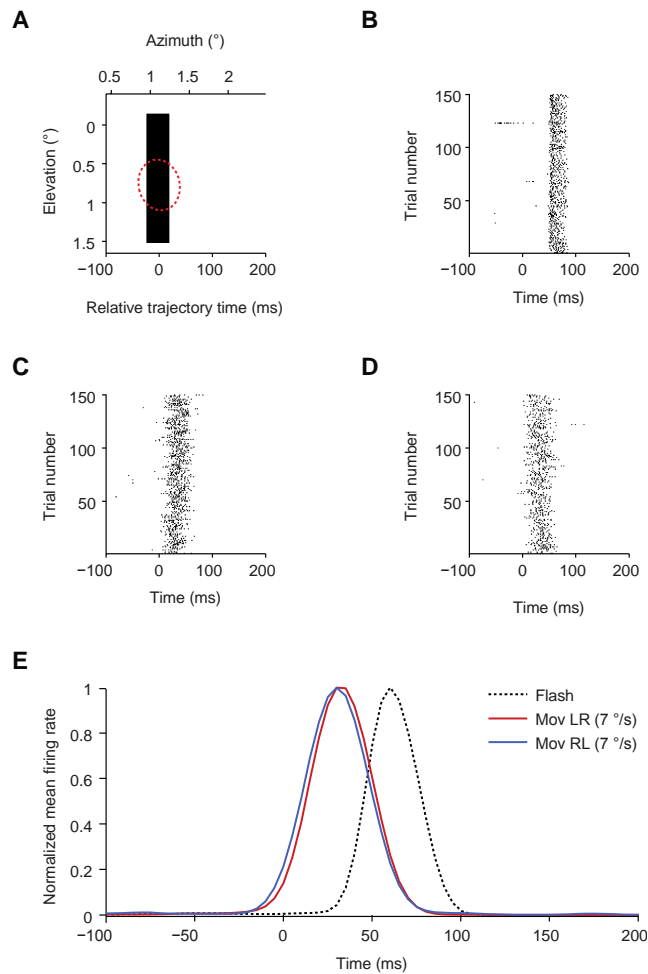 A
Azimuth (°)
0.5 1 1.5 2
Elevation (°)
0
0.5
1
1.5
−100 0 100 200
Relative trajectory time (ms)
B
Trial number
150
100
50
−100 0 100 200
Time (ms)
C
Trial number
150
100
50
−100 0 100 200
Time (ms)
D
Trial number
150
100
50
−100 0 100 200
Time (ms)
E
Normalized mean firing rate
1
0.8
0.6
0.4
0.2
0
−100 −50 0 50 100 150 200
Time (ms)
Flash
Mov LR (7 °/s)
Mov RL (7 °/s)